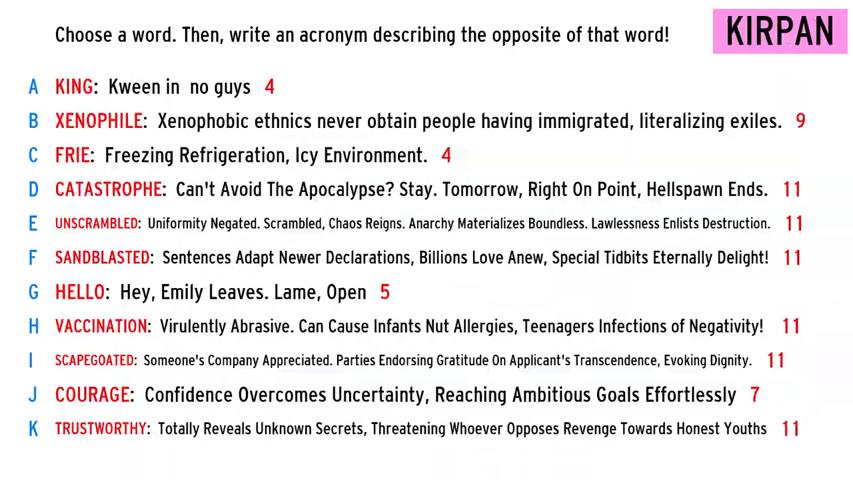 Choose a word. Then, write an acronym describing the opposite of that word!
KIRPAN
A KING: Kween in no guys 4
B XENOPHILE: Xenophobic ethnics never obtain people having immigrated, literalizing exiles. 9
C FRIE: Freezing Refrigeration, Icy Environment. 4
D CATASTROPHE: Can't Avoid The Apocalypse? Stay. Tomorrow, Right On Point, Hellspawn Ends. 11
E UNSCRAMBLED: Uniformity Negated. Scrambled, Chaos Reigns. Anarchy Materializes Boundless. Lawlessness Enlists Destruction. 11
F SANDBLASTED: Sentences Adapt Newer Declarations, Billions Love Anew, Special Tidbits Eternally Delight! 11
G HELLO: Hey, Emily Leaves. Lame, Open 5
H VACCINATION: Virulently Abrasive. Can Cause Infants Nut Allergies, Teenagers Infections of Negativity! 11
I SCAPEGOATED: Someone's Company Appreciated. Parties Endorsing Gratitude On Applicant's Transcendence, Evoking Dignity. 11
J COURAGE: Confidence Overcomes Uncertainty, Reaching Ambitious Goals Effortlessly 7
K TRUSTWORTHY: Totally Reveals Unknown Secrets, Threatening Whoever Opposes Revenge Towards Honest Youths 11